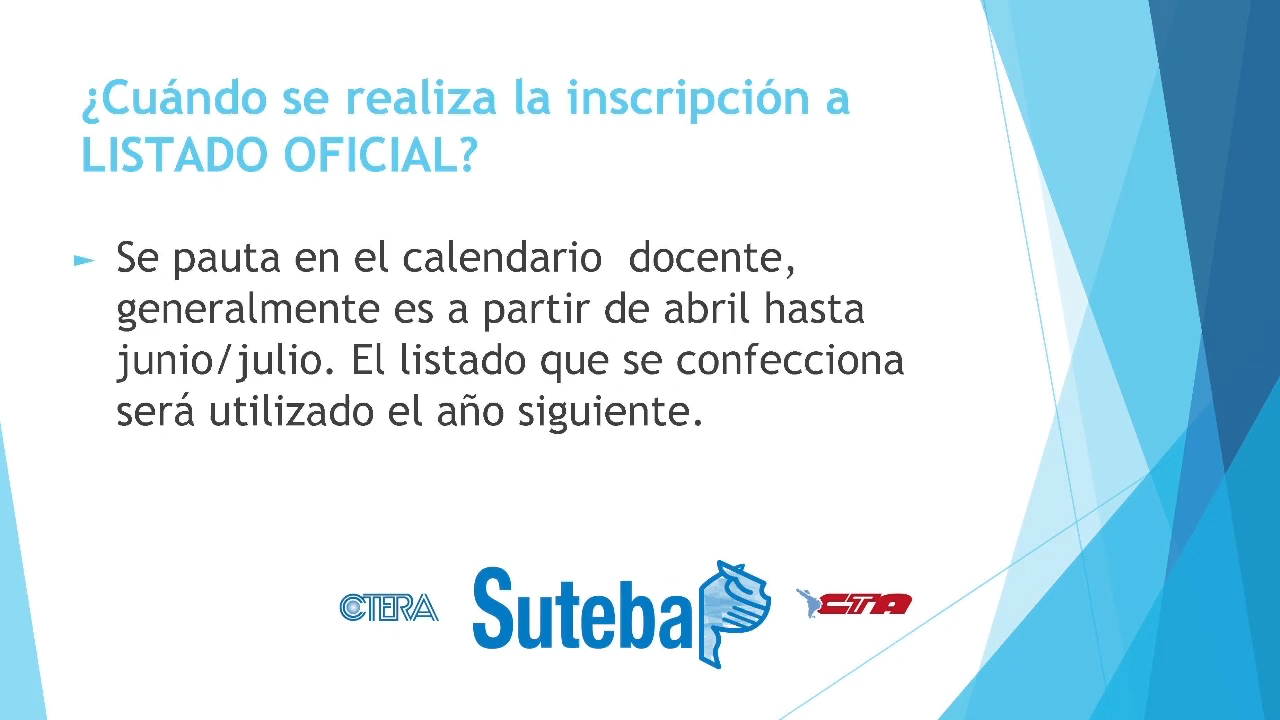 ¿Cuándo se realiza la inscripción a
LISTADO OFICIAL?
► Se pauta en el calendario  docente,
generalmente es a partir de abril hasta
junio/julio. El listado que se confecciona
será utilizado el año siguiente.
CTERA
Suteba
CTA